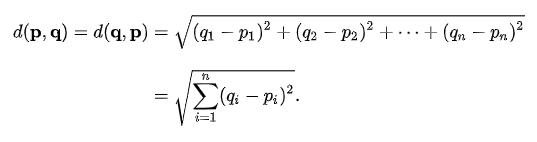 d(𝐩, 𝐪) = d(𝐪, 𝐩) = √((q₁ − p₁)² + (q₂ − p₂)² + ⋯ + (qₙ − pₙ)²)
= √(∑ᵢ₌₁ⁿ (qᵢ − pᵢ)²).